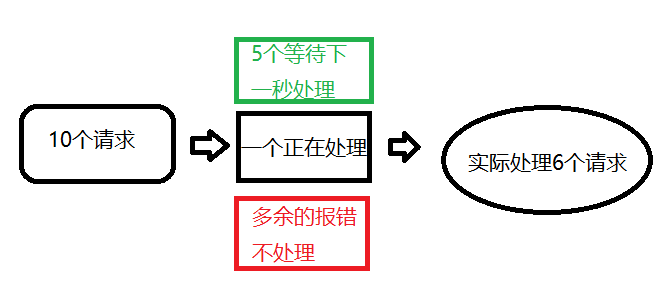 10个请求
5个等待下
一秒处理
一个正在处理
多余的报错
不处理
实际处理6个请求